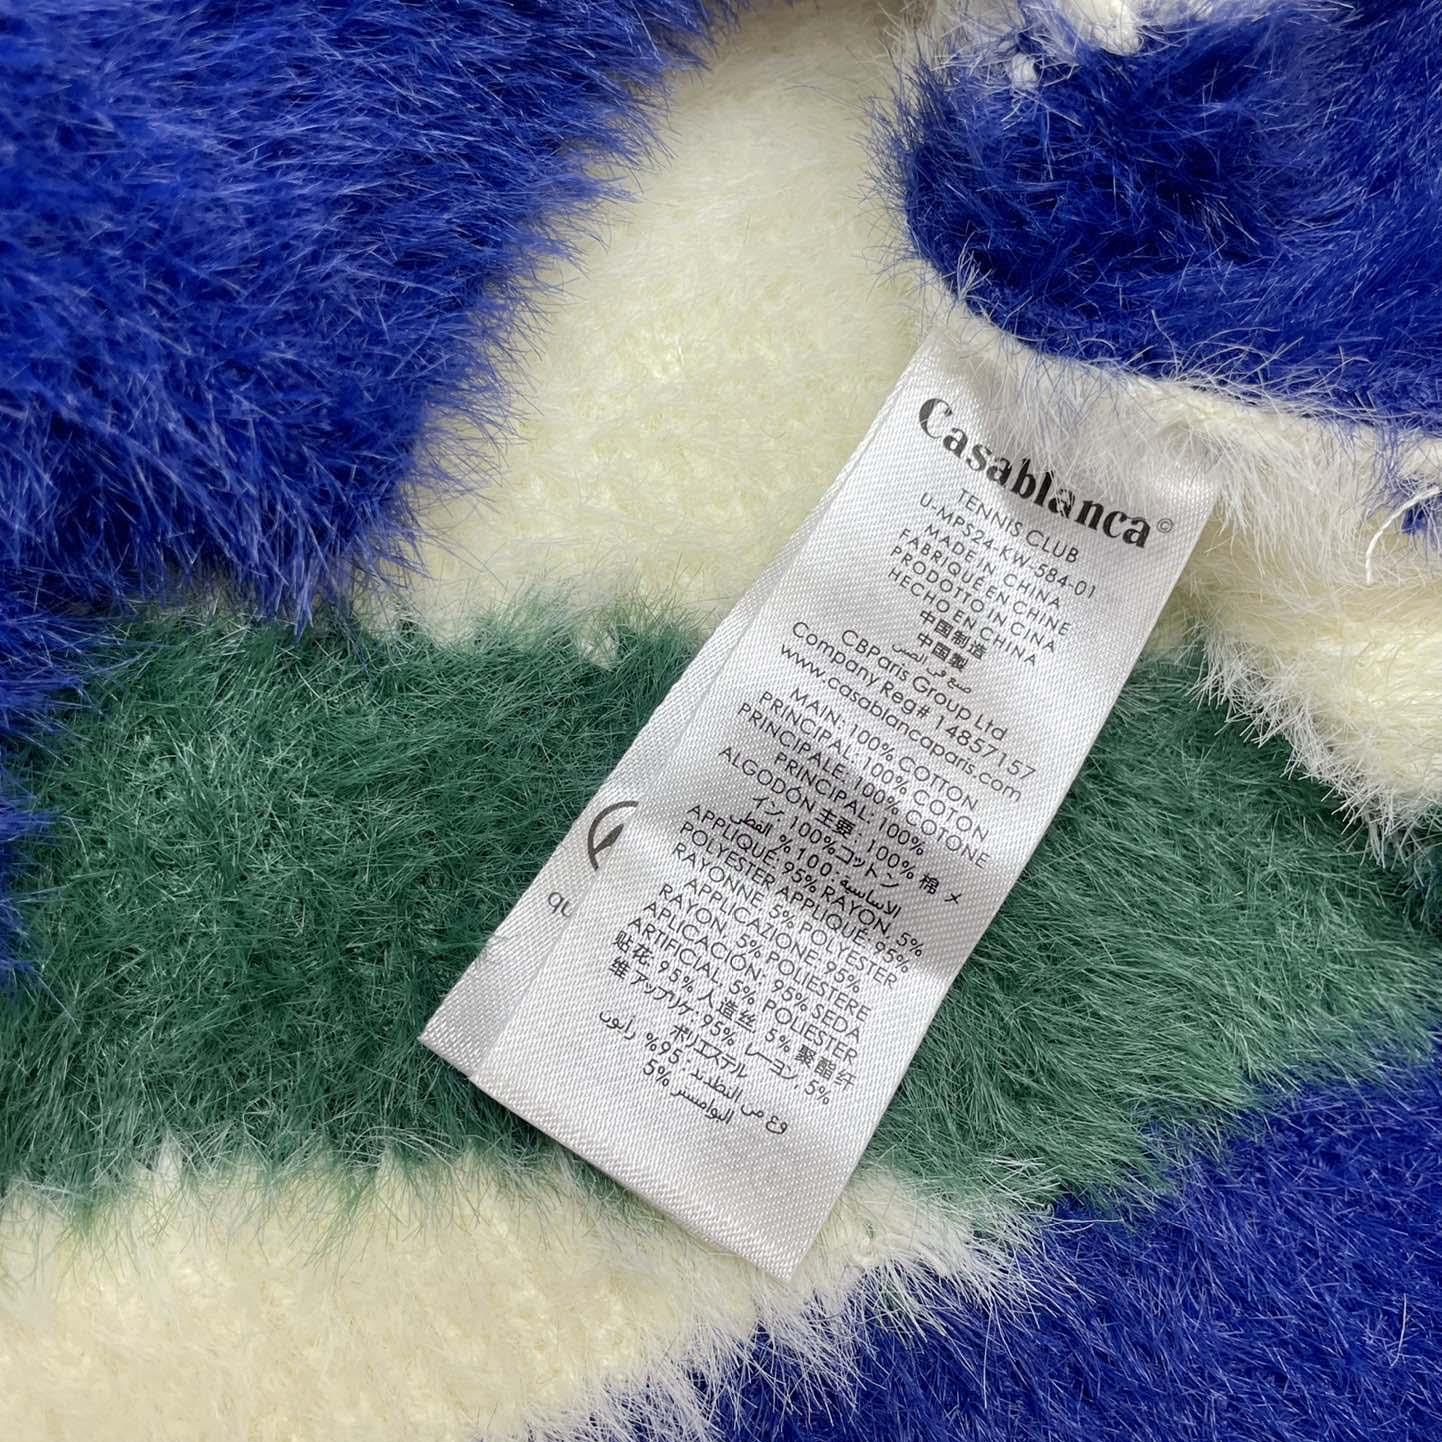 Casablanca©
TENNIS CLUB
U-MPS24-KW-584-01
MADE IN CHINA
FABRIQUÉ EN CHINE
PRODOTTO IN CINA
HECHO EN CHINA
中国制造
中国製
صنع في الصين
CBParis Group Ltd
Company Reg# 14857157
www.casablancaparis.com
MAIN: 100% COTTON
PRINCIPAL: 100% COTON
PRINCIPALE: 100% COTONE
PRINCIPAL: 100%
ALGODÓN 主要: 100% 棉 メ
イン 100%コットン
الاساسية: 100 % القطن
APPLIQUE: 95% RAYON, 5%
POLYESTER APPLIQUÉ: 95%
RAYONNE, 5% POLYESTER
APPLICAZIONE: 95%
RAYON, 5% POLIESTERE
APLICACIÓN: 95% SEDA
ARTIFICIAL, 5% POLIESTER
贴花: 95% 人造丝, 5% 聚酯纤
维 アップリケ: 95% レーヨン, 5%
ポリエステル
95%
5%
qu